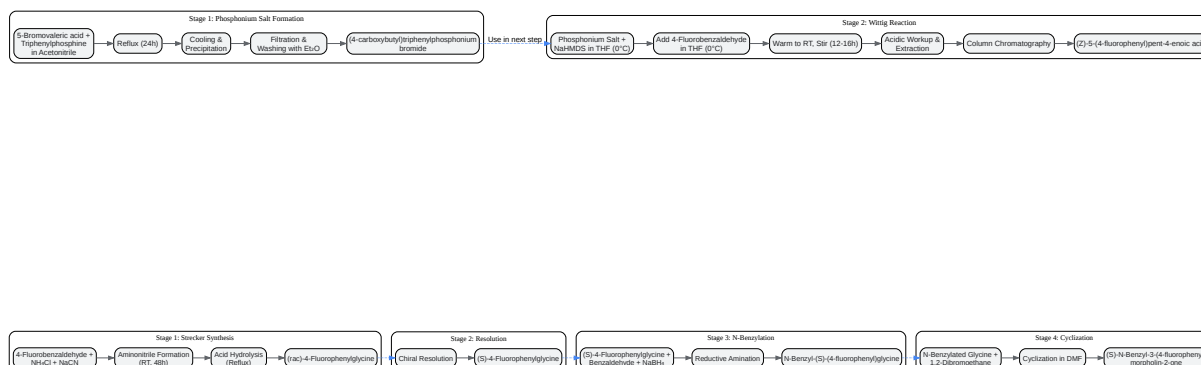 Stage 1: Phosphonium Salt Formation
5-Bromovaleric acid +
Triphenylphosphine
in Acetonitrile
Reflux (24h)
Cooling &
Precipitation
Filtration &
Washing with Et₂O
(4-carboxybutyl)triphenylphosphonium
bromide
Use in next step
Stage 2: Wittig Reaction
Phosphonium Salt +
NaHMDS in THF (0°C)
Add 4-Fluorobenzaldehyde
in THF (0°C)
Warm to RT, Stir (12-16h)
Acidic Workup &
Extraction
Column Chromatography
(Z)-5-(4-fluorophenyl)pent-4-enoic aci
Stage 1: Strecker Synthesis
4-Fluorobenzaldehyde +
NH₄Cl + NaCN
Aminonitrile Formation
(RT, 48h)
Acid Hydrolysis
(Reflux)
(rac)-4-Fluorophenylglycine
Stage 2: Resolution
Chiral Resolution
(S)-4-Fluorophenylglycine
Stage 3: N-Benzylation
(S)-4-Fluorophenylglycine +
Benzaldehyde + NaBH₄
Reductive Amination
N-Benzyl-(S)-(4-fluorophenyl)glycine
Stage 4: Cyclization
N-Benzylated Glycine +
1,2-Dibromoethane
Cyclization in DMF
(S)-N-Benzyl-3-(4-fluopheny
morpholin-2-one